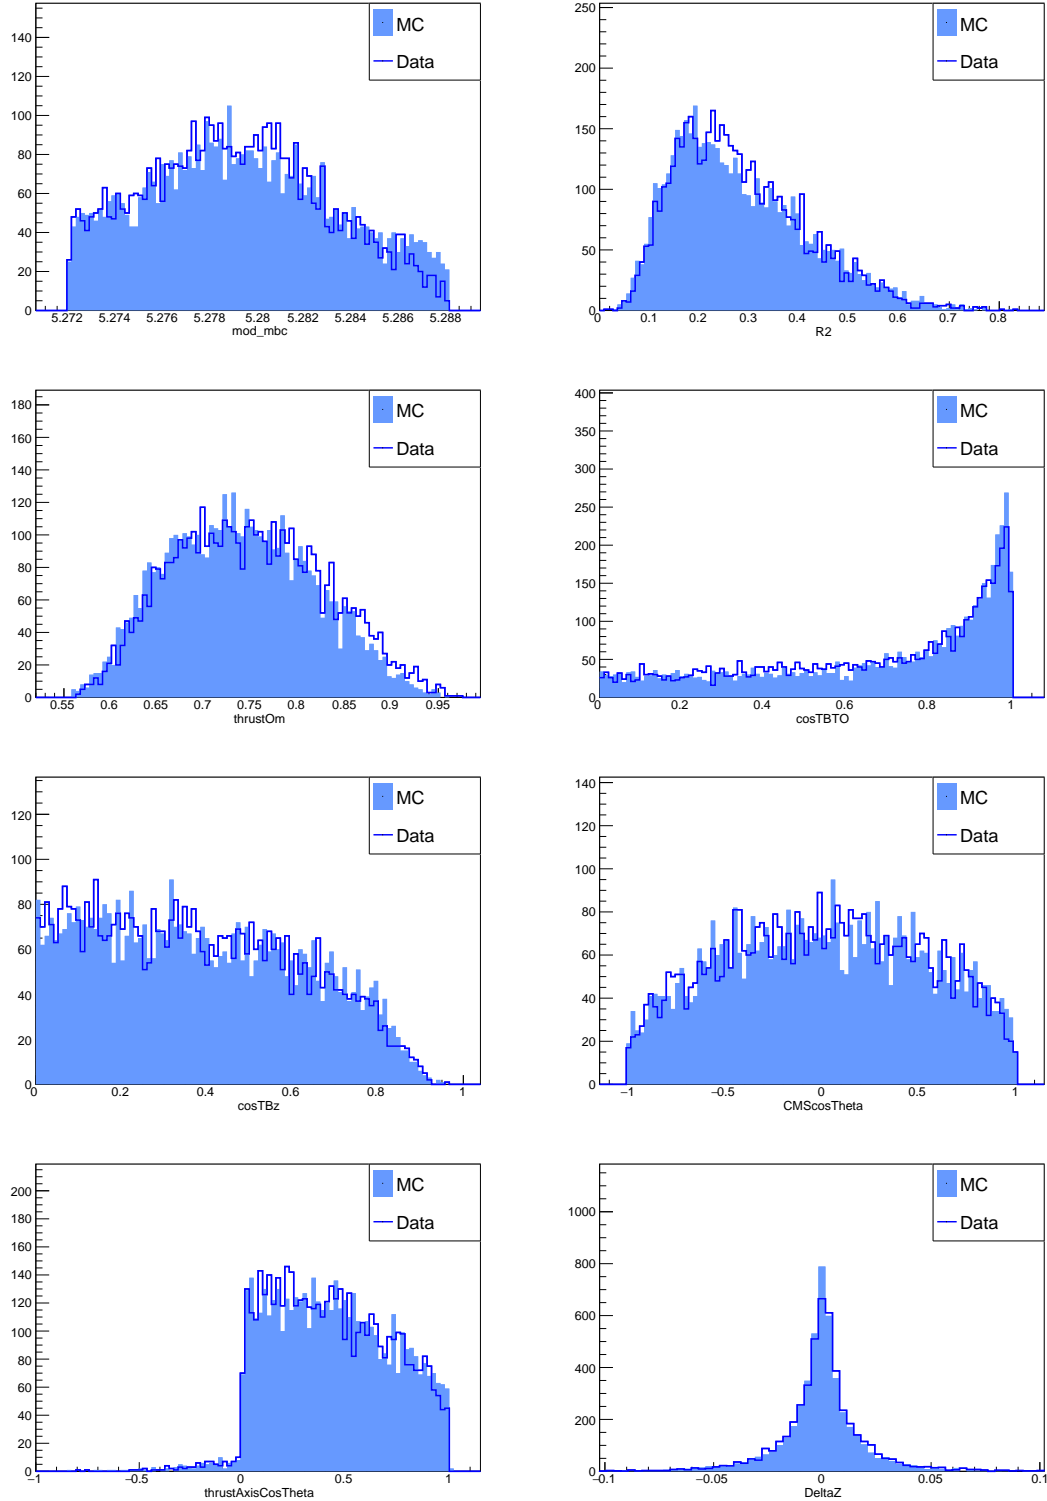 140
120
100
80
60
40
20
0
5.272 5.274 5.276 5.278 5.28 5.282 5.284 5.286 5.288
mod_mbc
MC
Data
250
200
150
100
50
0
0 0.1 0.2 0.3 0.4 0.5 0.6 0.7 0.8
R2
MC
Data
180
160
140
120
100
80
60
40
20
0
0.55 0.6 0.65 0.7 0.75 0.8 0.85 0.9 0.95
thrustOm
MC
Data
400
350
300
250
200
150
100
50
0
0 0.2 0.4 0.6 0.8 1
cosTBTO
MC
Data
120
100
80
60
40
20
0
0 0.2 0.4 0.6 0.8 1
cosTBz
MC
Data
140
120
100
80
60
40
20
0
−1 −0.5 0 0.5 1
CMScosTheta
MC
Data
200
180
160
140
120
100
80
60
40
20
0
−1 −0.5 0 0.5 1
thrustAxisCosTheta
MC
Data
1000
800
600
400
200
0
−0.1 −0.05 0 0.05 0.1
DeltaZ
MC
Data